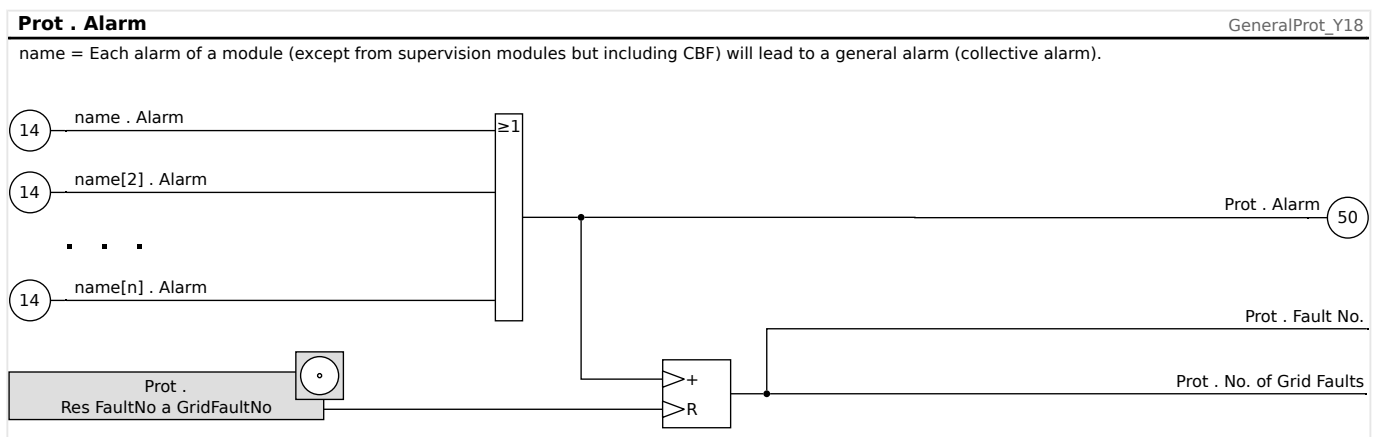 Prot . Alarm
GeneralProt_Y18
name = Each alarm of a module (except from supervision modules but including CBF) will lead to a general alarm (collective alarm).
14
name . Alarm
≥1
14
name[2] . Alarm
Prot . Alarm
50
. . .
14
name[n] . Alarm
Prot . Fault No.
Prot .
Res FaultNo a GridFaultNo
+
R
Prot . No. of Grid Faults